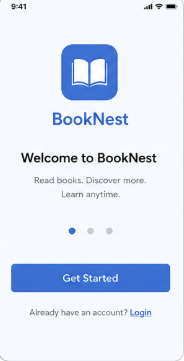 9:41
BookNest
Welcome to BookNest
Read books. Discover more.
Learn anytime.
Get Started
Already have an account? Login